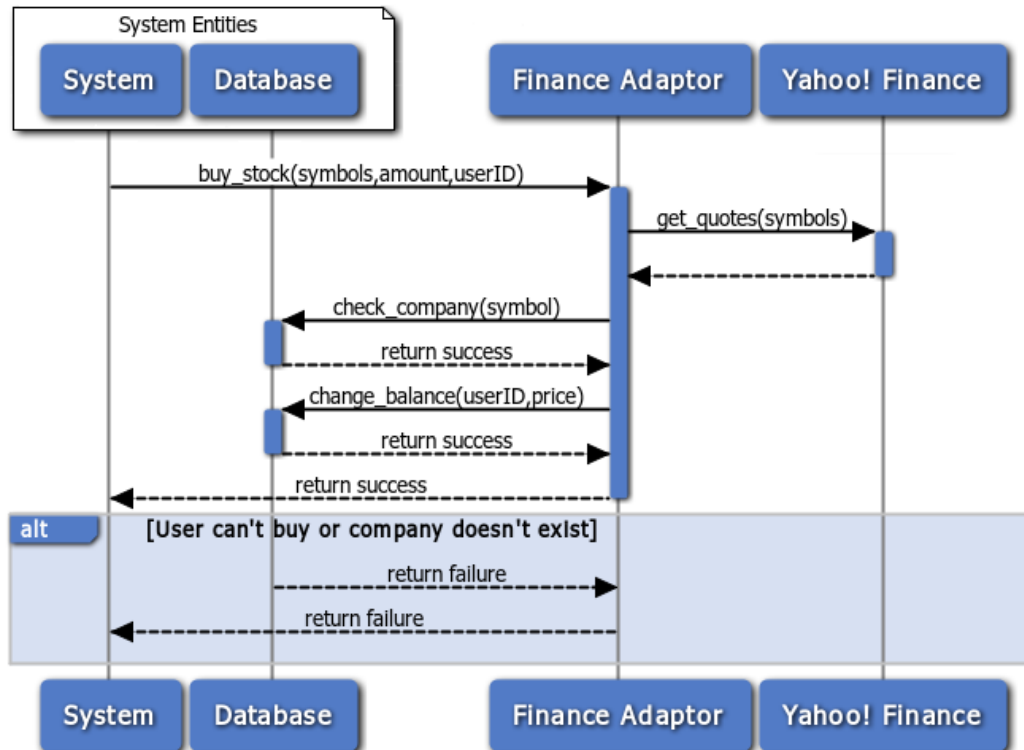 System Entities
System Database Finance Adaptor Yahoo! Finance
buy_stock(symbols,amount,userID)
get_quotes(symbols)
check_company(symbol)
return success
change_balance(userID,price)
return success
return success
alt [User can't buy or company doesn't exist]
return failure
return failure
System Database Finance Adaptor Yahoo! Finance